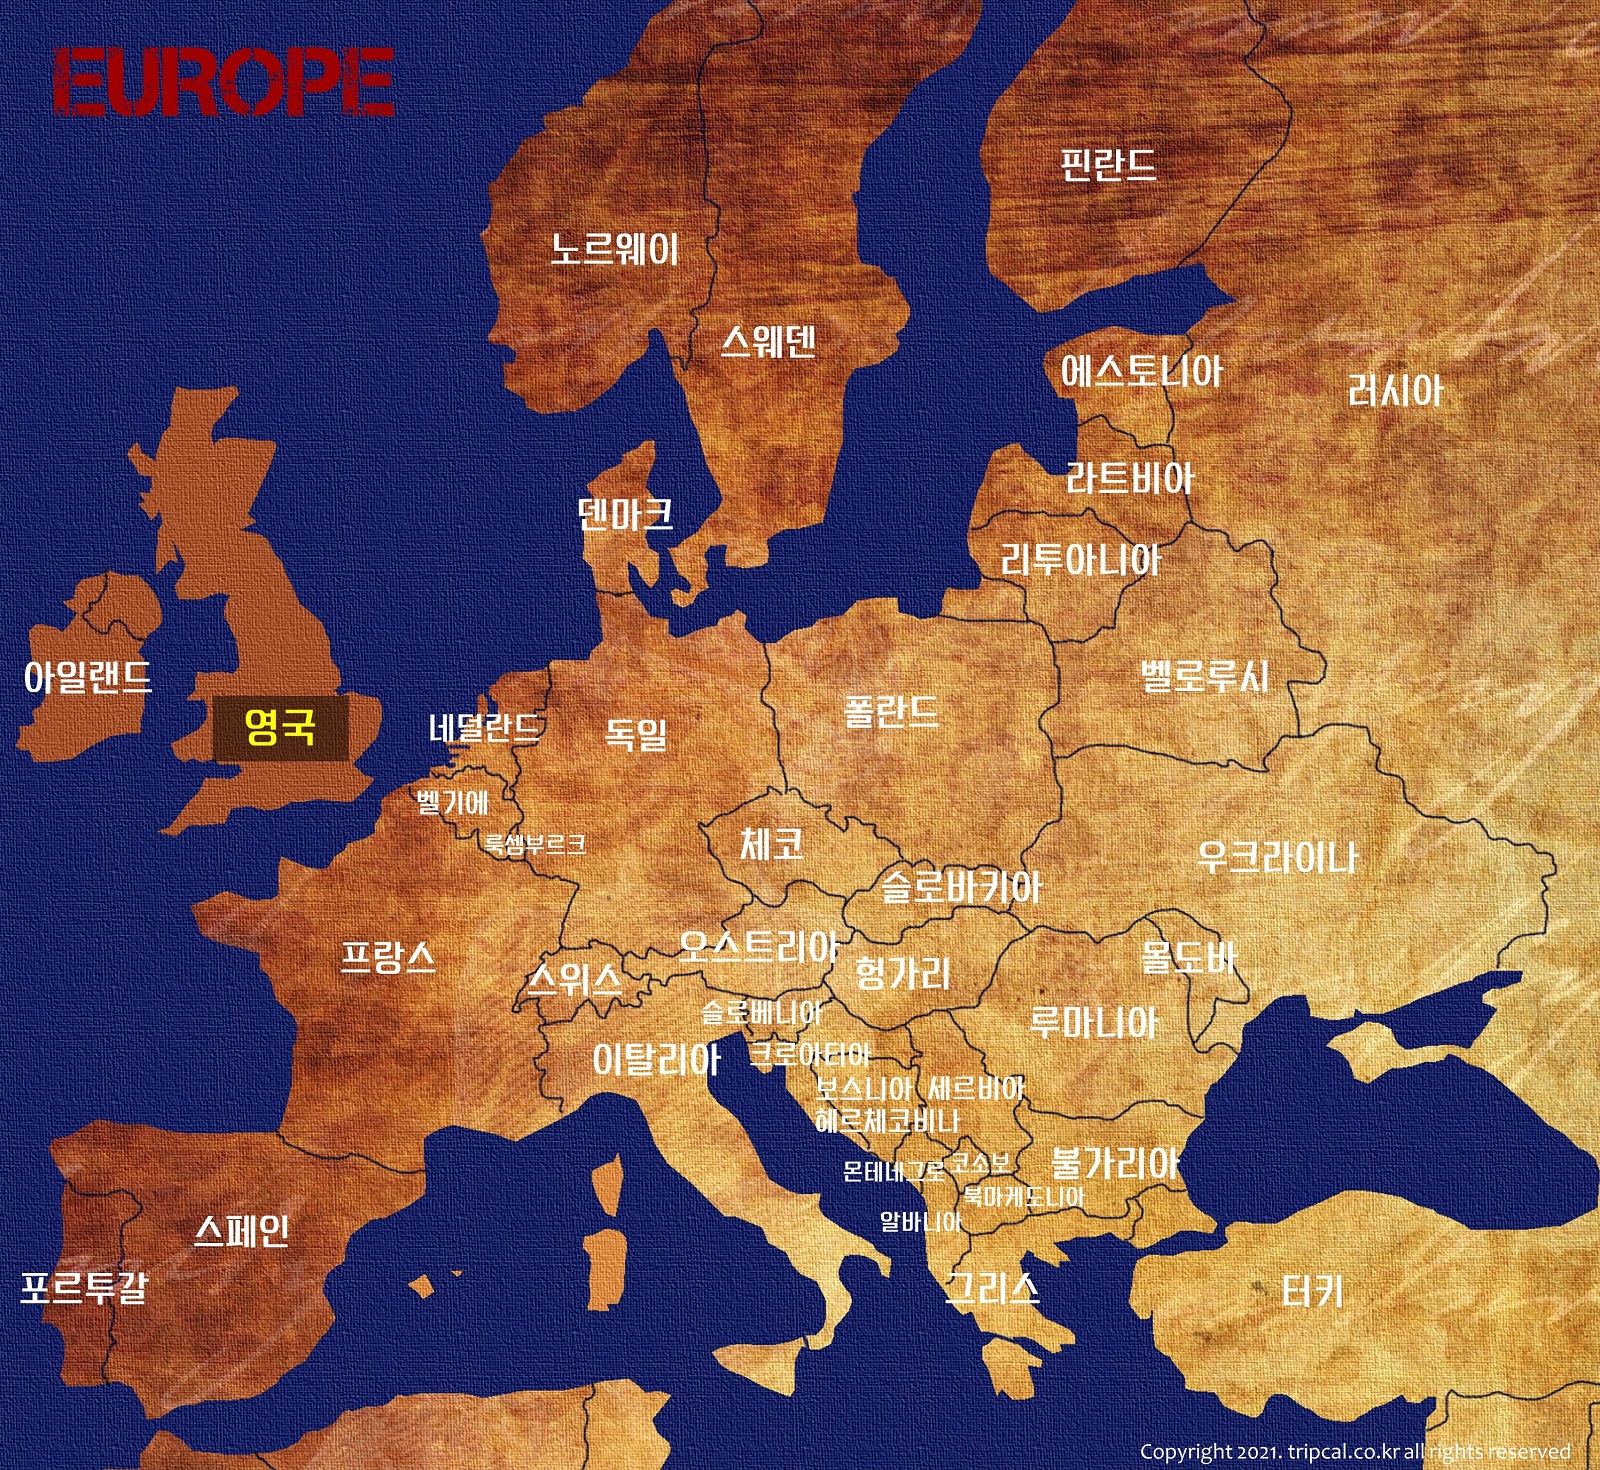 EUROPE
핀란드
노르웨이
스웨덴
에스토니아
러시아
라트비아
덴마크
리투아니아
아일랜드
벨로루시
영국
네덜란드
독일
폴란드
벨기에
룩셈부르크
체코
우크라이나
슬로바키아
프랑스
오스트리아
몰도바
스위스
헝가리
슬로베니아
루마니아
이탈리아
크로아티아
보스니아
헤르체코비나
세르비아
몬테네그로
코소보
불가리아
북마케도니아
알바니아
스페인
포르투갈
그리스
터키
Copyright 2021. tripcal.co.kr all rights reserved